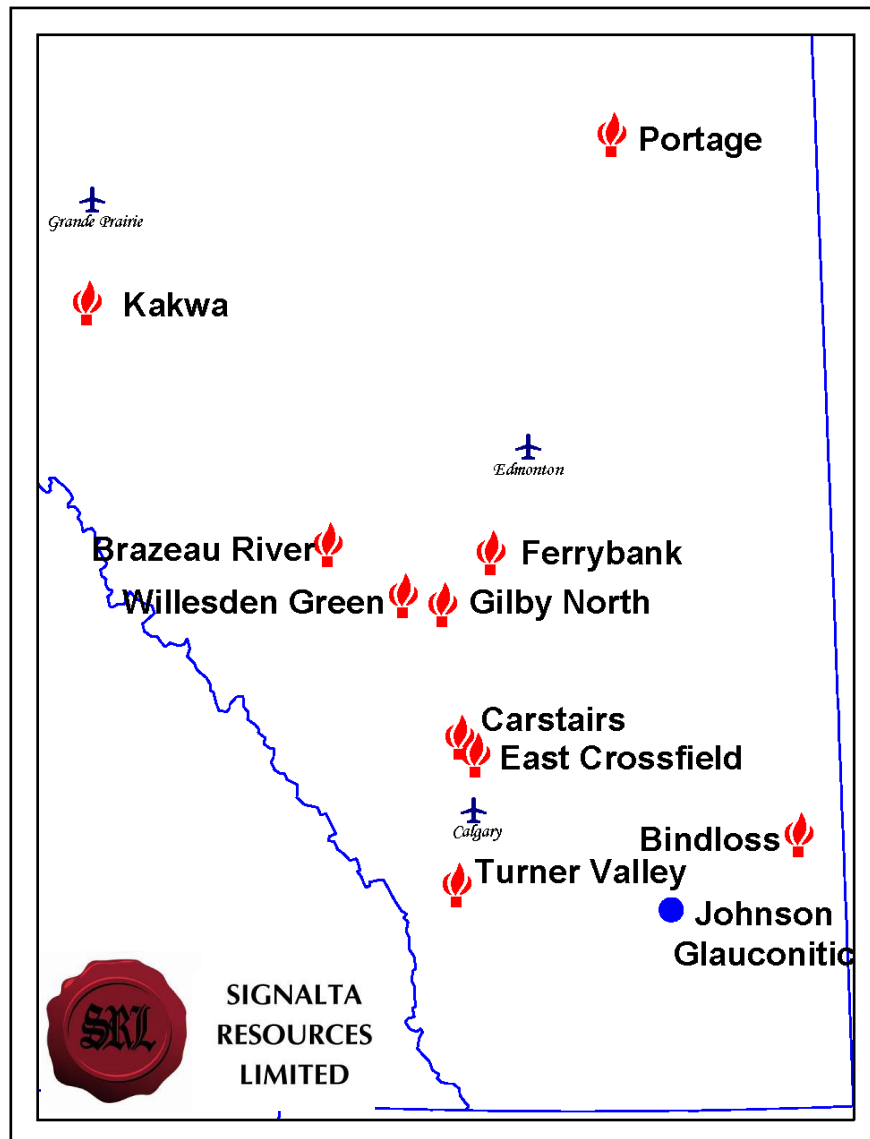 Portage
Grande Prairie
Kakwa
Edmonton
Brazeau River
Ferrybank
Willesden Green
Gilby North
Carstairs
East Crossfield
Calgary
Bindloss
Turner Valley
Johnson
Glauconitic
SRL
SIGNALTA
RESOURCES
LIMITED